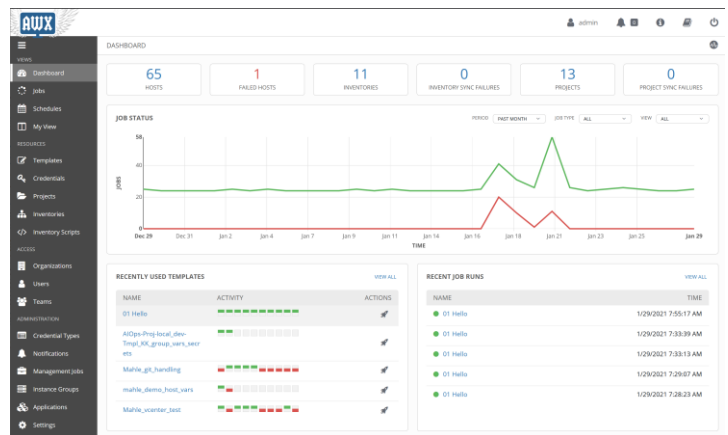 AWX
admin
0
VIEWS
Dashboard
Jobs
Schedules
My View
RESOURCES
Templates
Credentials
Projects
Inventories
Inventory Scripts
ACCESS
Organizations
Users
Teams
ADMINISTRATION
Credential Types
Notifications
Management Jobs
Instance Groups
Applications
Settings
DASHBOARD
65
HOSTS
1
FAILED HOSTS
11
INVENTORIES
0
INVENTORY SYNC FAILURES
13
PROJECTS
0
PROJECT SYNC FAILURES
JOB STATUS
PERIOD PAST MONTH
JOB TYPE ALL
VIEW ALL
58
40
20
0
JOBS
Dec 29 Dec 31 Jan 2 Jan 4 Jan 7 Jan 9 Jan 11 Jan 14 Jan 16 Jan 18 Jan 21 Jan 23 Jan 25 Jan 29
TIME
RECENTLY USED TEMPLATES VIEW ALL
NAME ACTIVITY ACTIONS
01 Hello
AIOps-Proj-local_dev-
Tmpl_KK_group_vars_secr
ets
Mahle_git_handling
mahle_demo_host_vars
Mahle_vcenter_test
RECENT JOB RUNS VIEW ALL
NAME TIME
01 Hello 1/29/2021 7:55:17 AM
01 Hello 1/29/2021 7:33:39 AM
01 Hello 1/29/2021 7:33:13 AM
01 Hello 1/29/2021 7:29:07 AM
01 Hello 1/29/2021 7:28:23 AM